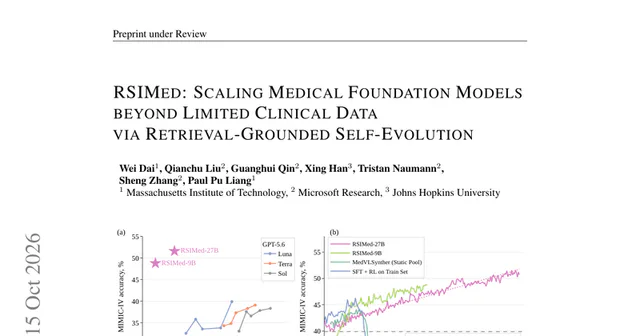 Preprint under Review
RSIMED: SCALING MEDICAL FOUNDATION MODELS
BEYOND LIMITED CLINICAL DATA
VIA RETRIEVAL-GROUNDED SELF-EVOLUTION
Wei Dai1, Qianchu Liu2, Guanghui Qin2, Xing Han3, Tristan Naumann2,
Sheng Zhang2, Paul Pu Liang1
1 Massachusetts Institute of Technology, 2 Microsoft Research, 3 Johns Hopkins University
15 Oct 2026
(a)
MIMIC-IV accuracy, %
55
50
45
40
35
RSIMed-27B
RSIMed-9B
GPT-5.6
Luna
Terra
Sol
(b)
MIMIC-IV accuracy, %
55
50
45
40
RSIMed-27B
RSIMed-9B
MedVLSynther (Static Pool)
SFT + RL on Train Set